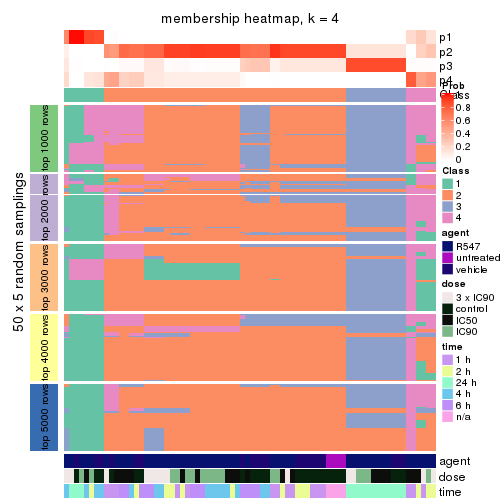 membership heatmap, k = 4
p1
p2
p3
p4
Class
Prob
1
0.8
0.6
0.4
0.2
0
Class
1
2
3
4
agent
R547
untreated
vehicle
dose
3 x IC90
control
IC50
IC90
time
1 h
2 h
24 h
4 h
6 h
n/a
50 x 5 random samplings
top 1000 rows
top 2000 rows
top 3000 rows
top 4000 rows
top 5000 rows
agent
dose
time